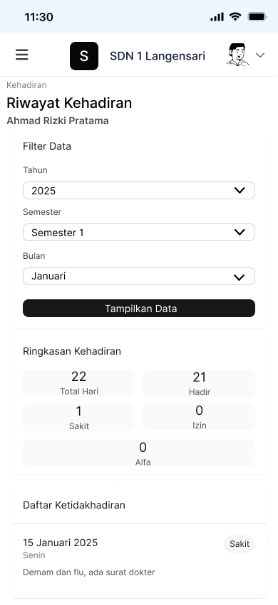 11:30
S SDN 1 Langensari
Kehadiran
Riwayat Kehadiran
Ahmad Rizki Pratama
Filter Data
Tahun
2025
Semester
Semester 1
Bulan
Januari
Tampilkan Data
Ringkasan Kehadiran
22 21
Total Hari Hadir
1 0
Sakit Izin
0
Alfa
Daftar Ketidakhadiran
15 Januari 2025 Sakit
Senin
Demam dan flu, ada surat dokter